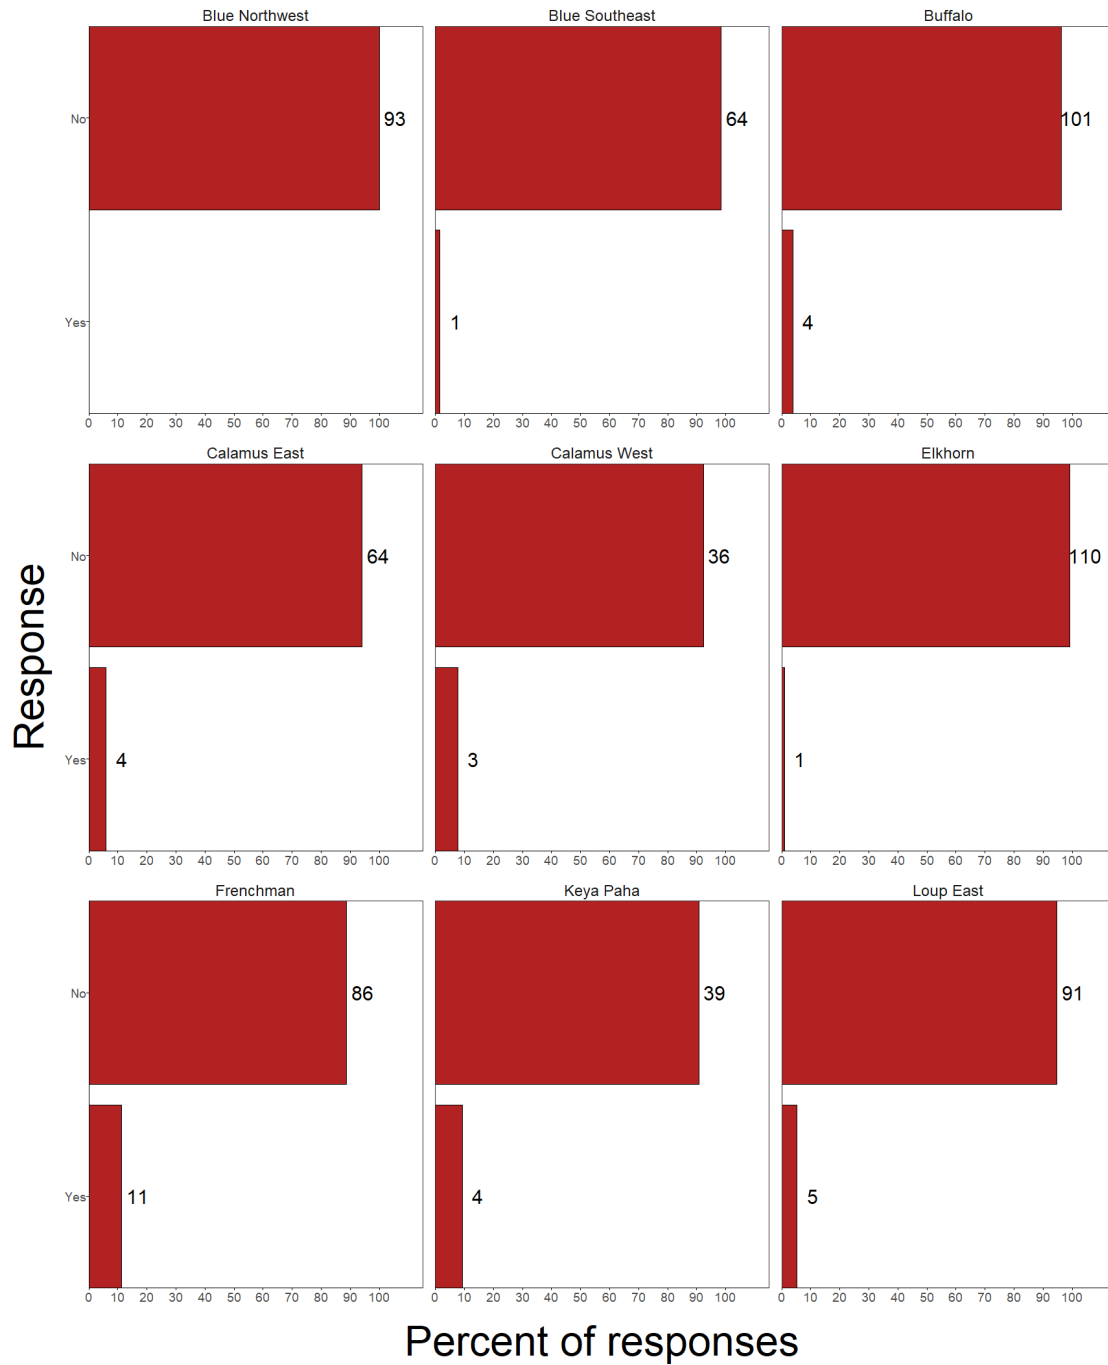 Blue Northwest Blue Southeast Buffalo
No 93 64 101
Yes 1 4
0 10 20 30 40 50 60 70 80 90 100 0 10 20 30 40 50 60 70 80 90 100 0 10 20 30 40 50 60 70 80 90 100
Calamus East Calamus West Elkhorn
No 64 36 110
Yes 4 3 1
0 10 20 30 40 50 60 70 80 90 100 0 10 20 30 40 50 60 70 80 90 100 0 10 20 30 40 50 60 70 80 90 100
Response
Frenchman Keya Paha Loup East
No 86 39 91
Yes 11 4 5
0 10 20 30 40 50 60 70 80 90 100 0 10 20 30 40 50 60 70 80 90 100 0 10 20 30 40 50 60 70 80 90 100
Percent of responses